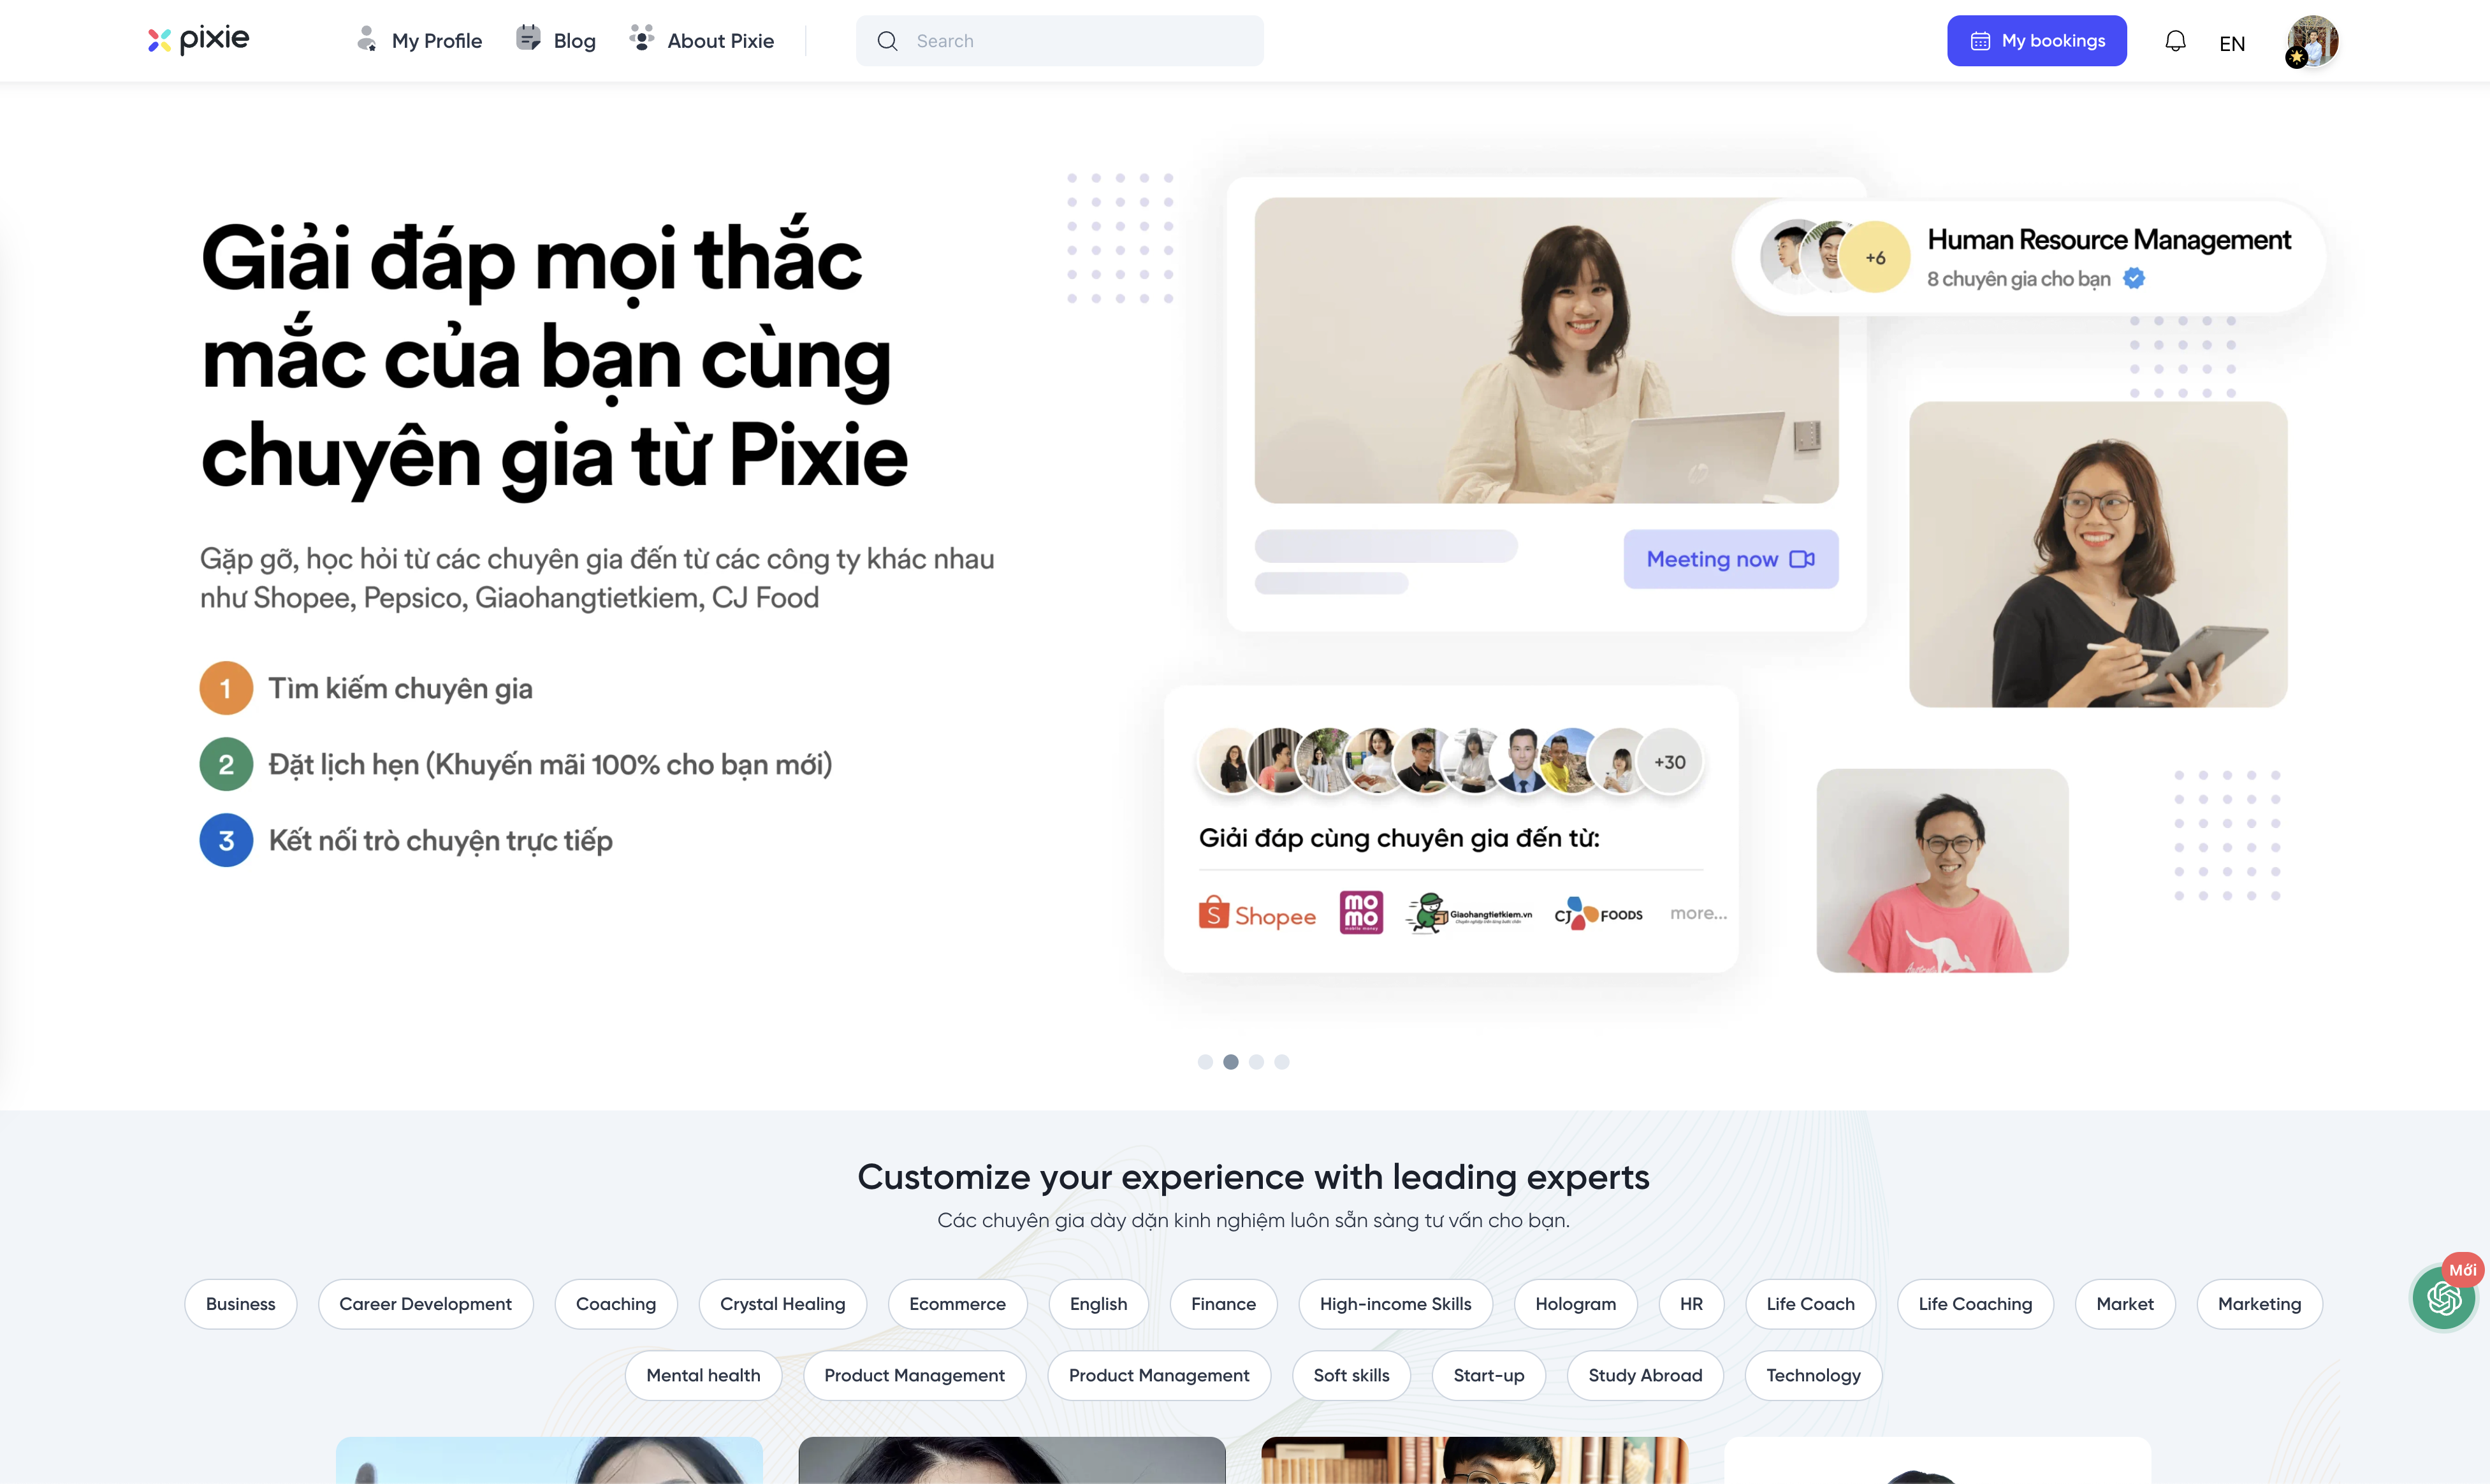 pixie
My Profile
Blog
About Pixie
Search
My bookings
EN
Giải đáp mọi thắc
mắc của bạn cùng
chuyên gia từ Pixie
Gặp gỡ, học hỏi từ các chuyên gia đến từ các công ty khác nhau
như Shopee, Pepsico, Giaohangtietkiem, CJ Food
1 Tìm kiếm chuyên gia
2 Đặt lịch hẹn (Khuyến mãi 100% cho bạn mới)
3 Kết nối trò chuyện trực tiếp
+6
Human Resource Management
8 chuyên gia cho bạn
Meeting now
+30
Giải đáp cùng chuyên gia đến từ:
Shopee
mo
mo
mobile money
Giaohangtietkiem.vn
CJ FOODS
more...
Customize your experience with leading experts
Các chuyên gia dày dặn kinh nghiệm luôn sẵn sàng tư vấn cho bạn.
Mới
Business
Career Development
Coaching
Crystal Healing
Ecommerce
English
Finance
High-income Skills
Hologram
HR
Life Coach
Life Coaching
Market
Marketing
Mental health
Product Management
Product Management
Soft skills
Start-up
Study Abroad
Technology